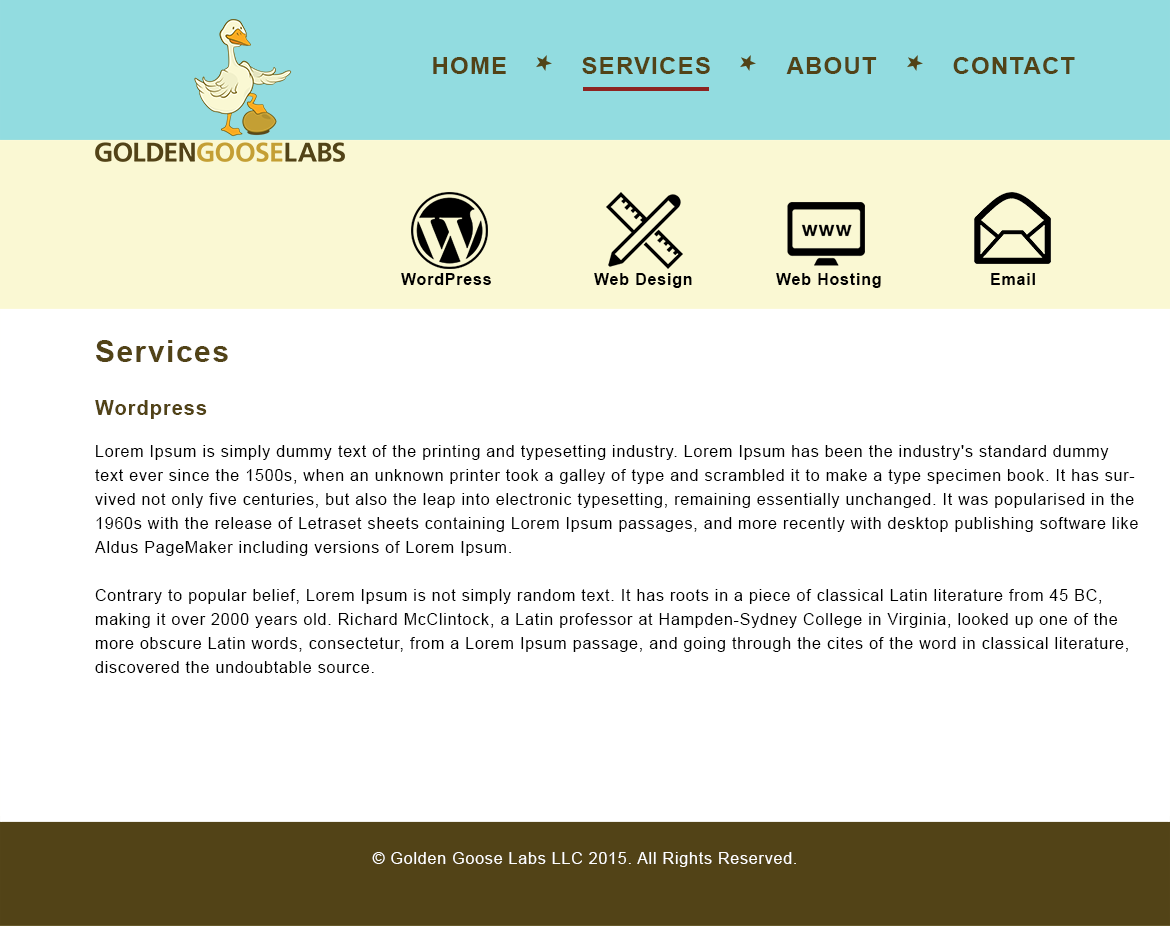 HOME ★ SERVICES ★ ABOUT ★ CONTACT
GOLDENGOOSELABS
WWW
WordPress Web Design Web Hosting Email
Services
Wordpress
Lorem Ipsum is simply dummy text of the printing and typesetting industry. Lorem Ipsum has been the industry's standard dummy
text ever since the 1500s, when an unknown printer took a galley of type and scrambled it to make a type specimen book. It has sur-
vived not only five centuries, but also the leap into electronic typesetting, remaining essentially unchanged. It was popularised in the
1960s with the release of Letraset sheets containing Lorem Ipsum passages, and more recently with desktop publishing software like
Aldus PageMaker including versions of Lorem Ipsum.
Contrary to popular belief, Lorem Ipsum is not simply random text. It has roots in a piece of classical Latin literature from 45 BC,
making it over 2000 years old. Richard McClintock, a Latin professor at Hampden-Sydney College in Virginia, looked up one of the
more obscure Latin words, consectetur, from a Lorem Ipsum passage, and going through the cites of the word in classical literature,
discovered the undoubtable source.
© Golden Goose Labs LLC 2015. All Rights Reserved.